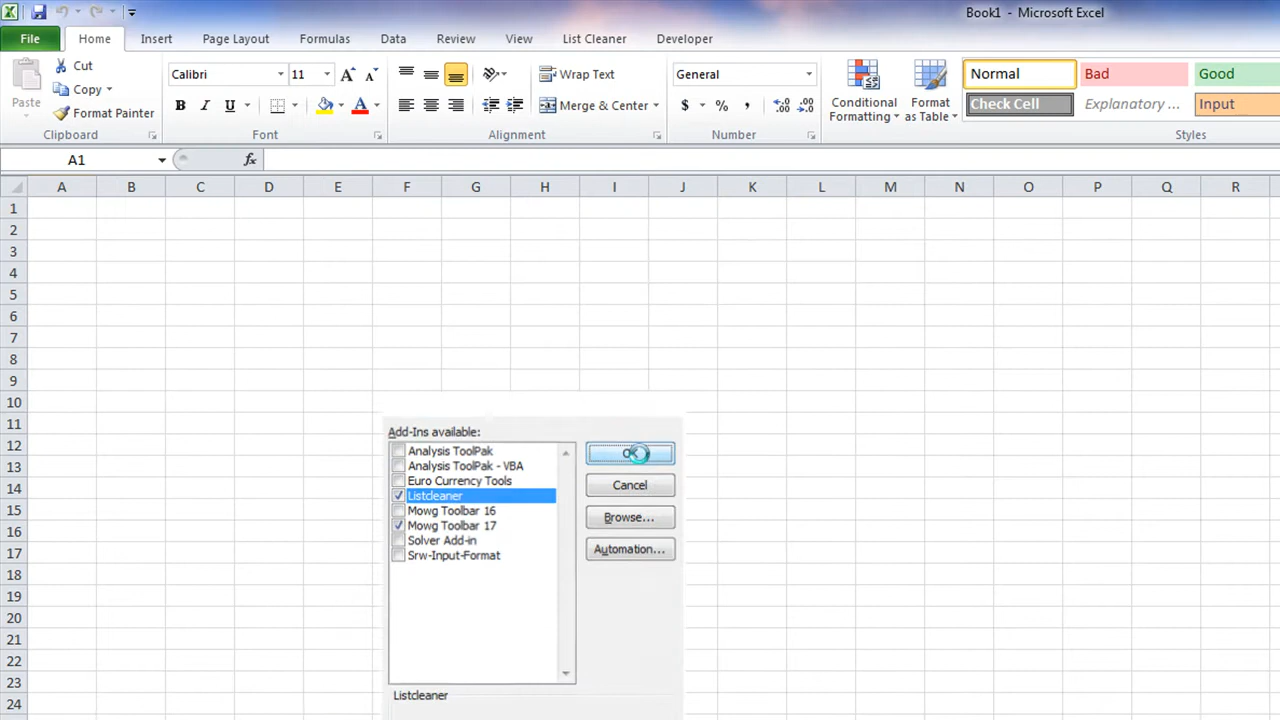 Book1 - Microsoft Excel
File Home Insert Page Layout Formulas Data Review View List Cleaner Developer
Paste
Cut
Copy
Format Painter
Clipboard
Calibri 11
B I U A
Font
Wrap Text
Merge & Center
Alignment
General
$ % ,
Number
Conditional Formatting
Format as Table
Normal Bad Good
Check Cell Explanatory ... Input
Styles
A1 fx
A B C D E F G H I J K L M N O P Q R
1
2
3
4
5
6
7
8
9
10
11
12
13
14
15
16
17
18
19
20
21
22
23
24
Add-Ins available:
Analysis ToolPak
Analysis ToolPak - VBA
Euro Currency Tools
Listcleaner
Mowg Toolbar 16
Mowg Toolbar 17
Solver Add-in
Srw-Input-Format
Cancel
Browse...
Automation...
Listcleaner